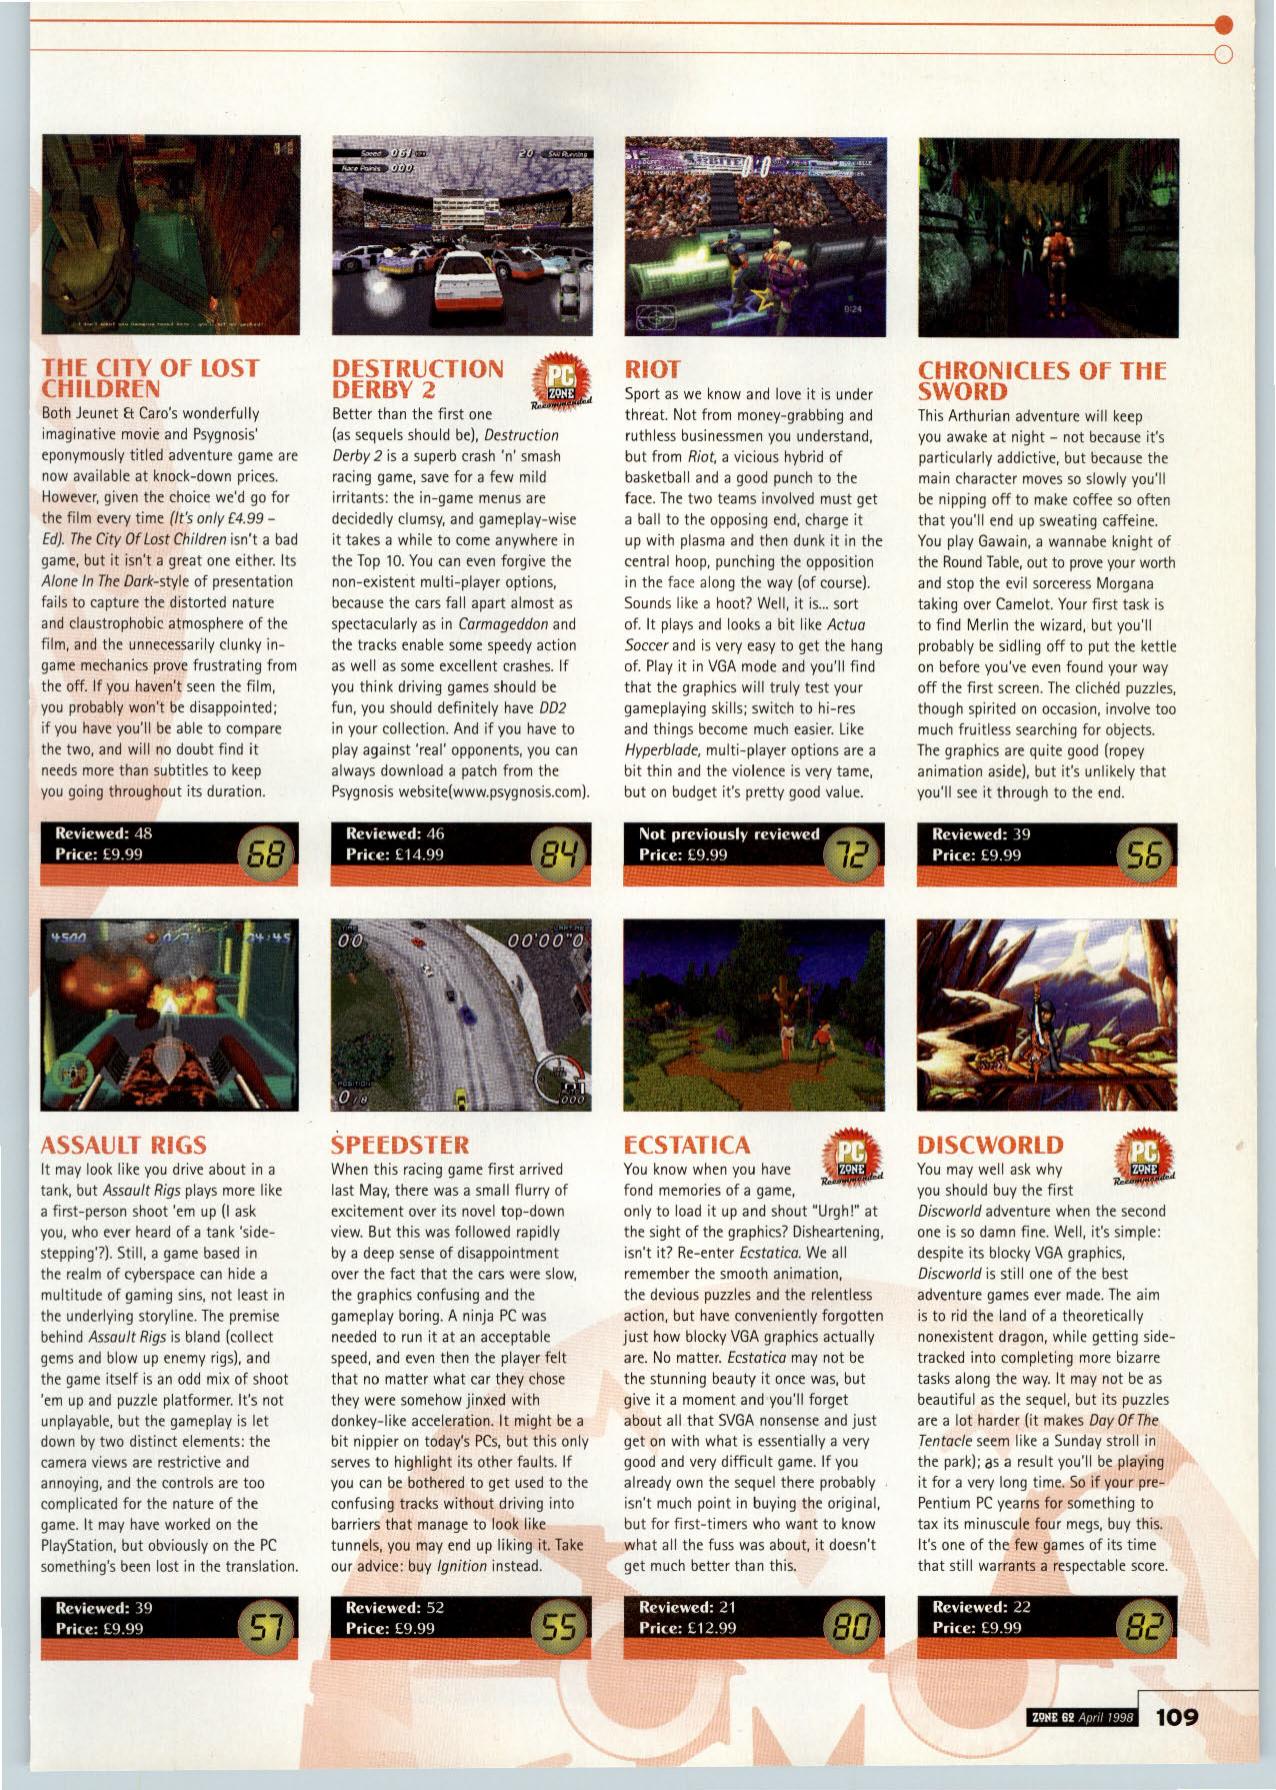 Speed 061
20 Still Running
Race Points 000
0:0
0:24
THE CITY OF LOST
CHILDREN
Both Jeunet & Caro's wonderfully
imaginative movie and Psygnosis'
eponymously titled adventure game are
now available at knock-down prices.
However, given the choice we'd go for
the film every time (It's only £4.99 –
Ed). The City Of Lost Children isn't a bad
game, but it isn't a great one either. Its
Alone In The Dark-style of presentation
fails to capture the distorted nature
and claustrophobic atmosphere of the
film, and the unnecessarily clunky in-
game mechanics prove frustrating from
the off. If you haven't seen the film,
you probably won't be disappointed;
if you have you'll be able to compare
the two, and will no doubt find it
needs more than subtitles to keep
you going throughout its duration.
Reviewed: 48
Price: £9.99
68
DESTRUCTION
DERBY 2
PC
ZONE
Recommended
Better than the first one
(as sequels should be), Destruction
Derby 2 is a superb crash 'n' smash
racing game, save for a few mild
irritants: the in-game menus are
decidedly clumsy, and gameplay-wise
it takes a while to come anywhere in
the Top 10. You can even forgive the
non-existent multi-player options,
because the cars fall apart almost as
spectacularly as in Carmageddon and
the tracks enable some speedy action
as well as some excellent crashes. If
you think driving games should be
fun, you should definitely have DD2
in your collection. And if you have to
play against 'real' opponents, you can
always download a patch from the
Psygnosis website(www.psygnosis.com).
Reviewed: 46
Price: £14.99
84
RIOT
Sport as we know and love it is under
threat. Not from money-grabbing and
ruthless businessmen you understand,
but from Riot, a vicious hybrid of
basketball and a good punch to the
face. The two teams involved must get
a ball to the opposing end, charge it
up with plasma and then dunk it in the
central hoop, punching the opposition
in the face along the way (of course).
Sounds like a hoot? Well, it is... sort
of. It plays and looks a bit like Actua
Soccer and is very easy to get the hang
of. Play it in VGA mode and you'll find
that the graphics will truly test your
gameplaying skills; switch to hi-res
and things become much easier. Like
Hyperblade, multi-player options are a
bit thin and the violence is very tame,
but on budget it's pretty good value.
Not previously reviewed
Price: £9.99
72
CHRONICLES OF THE
SWORD
This Arthurian adventure will keep
you awake at night – not because it's
particularly addictive, but because the
main character moves so slowly you'll
be nipping off to make coffee so often
that you'll end up sweating caffeine.
You play Gawain, a wannabe knight of
the Round Table, out to prove your worth
and stop the evil sorceress Morgana
taking over Camelot. Your first task is
to find Merlin the wizard, but you'll
probably be sidling off to put the kettle
on before you've even found your way
off the first screen. The clichéd puzzles,
though spirited on occasion, involve too
much fruitless searching for objects.
The graphics are quite good (ropey
animation aside), but it's unlikely that
you'll see it through to the end.
Reviewed: 39
Price: £9.99
56
4500
0/7
04:45
TIME
00
00'00"0
POSITION
0/8
000
ASSAULT RIGS
It may look like you drive about in a
tank, but Assault Rigs plays more like
a first-person shoot 'em up (I ask
you, who ever heard of a tank 'side-
stepping'?). Still, a game based in
the realm of cyberspace can hide a
multitude of gaming sins, not least in
the underlying storyline. The premise
behind Assault Rigs is bland (collect
gems and blow up enemy rigs), and
the game itself is an odd mix of shoot
'em up and puzzle platformer. It's not
unplayable, but the gameplay is let
down by two distinct elements: the
camera views are restrictive and
annoying, and the controls are too
complicated for the nature of the
game. It may have worked on the
PlayStation, but obviously on the PC
something's been lost in the translation.
Reviewed: 39
Price: £9.99
57
SPEEDSTER
When this racing game first arrived
last May, there was a small flurry of
excitement over its novel top-down
view. But this was followed rapidly
by a deep sense of disappointment
over the fact that the cars were slow,
the graphics confusing and the
gameplay boring. A ninja PC was
needed to run it at an acceptable
speed, and even then the player felt
that no matter what car they chose
they were somehow jinxed with
donkey-like acceleration. It might be a
bit nippier on today's PCs, but this only
serves to highlight its other faults. If
you can be bothered to get used to the
confusing tracks without driving into
barriers that manage to look like
tunnels, you may end up liking it. Take
our advice: buy Ignition instead.
Reviewed: 52
Price: £9.99
55
ECSTATICA
PC
ZONE
Recommended
You know when you have
fond memories of a game,
only to load it up and shout "Urgh!" at
the sight of the graphics? Disheartening,
isn't it? Re-enter Ecstatica. We all
remember the smooth animation,
the devious puzzles and the relentless
action, but have conveniently forgotten
just how blocky VGA graphics actually
are. No matter. Ecstatica may not be
the stunning beauty it once was, but
give it a moment and you'll forget
about all that SVGA nonsense and just
get on with what is essentially a very
good and very difficult game. If you
already own the sequel there probably
isn't much point in buying the original,
but for first-timers who want to know
what all the fuss was about, it doesn't
get much better than this.
Reviewed: 21
Price: £12.99
80
DISCWORLD
PC
ZONE
Recommended
You may well ask why
you should buy the first
Discworld adventure when the second
one is so damn fine. Well, it's simple:
despite its blocky VGA graphics,
Discworld is still one of the best
adventure games ever made. The aim
is to rid the land of a theoretically
nonexistent dragon, while getting side-
tracked into completing more bizarre
tasks along the way. It may not be as
beautiful as the sequel, but its puzzles
are a lot harder (it makes Day Of The
Tentacle seem like a Sunday stroll in
the park); as a result you'll be playing
it for a very long time. So if your pre-
Pentium PC yearns for something to
tax its minuscule four megs, buy this.
It's one of the few games of its time
that still warrants a respectable score.
Reviewed: 22
Price: £9.99
82
ZONE 62 April 1998 109